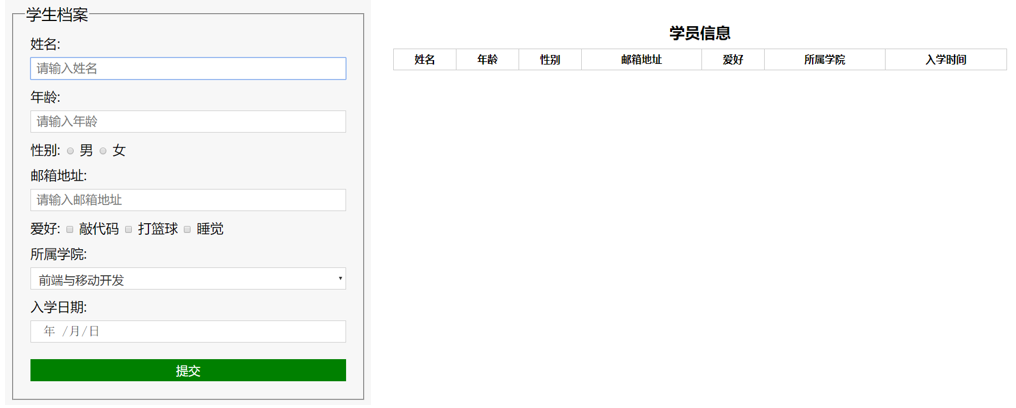 学生档案
姓名:
请输入姓名
年龄:
请输入年龄
性别: 男 女
邮箱地址:
请输入邮箱地址
爱好: 敲代码 打篮球 睡觉
所属学院:
前端与移动开发
入学日期:
年 /月/日
提交
学员信息
姓名 年龄 性别 邮箱地址 爱好 所属学院 入学时间